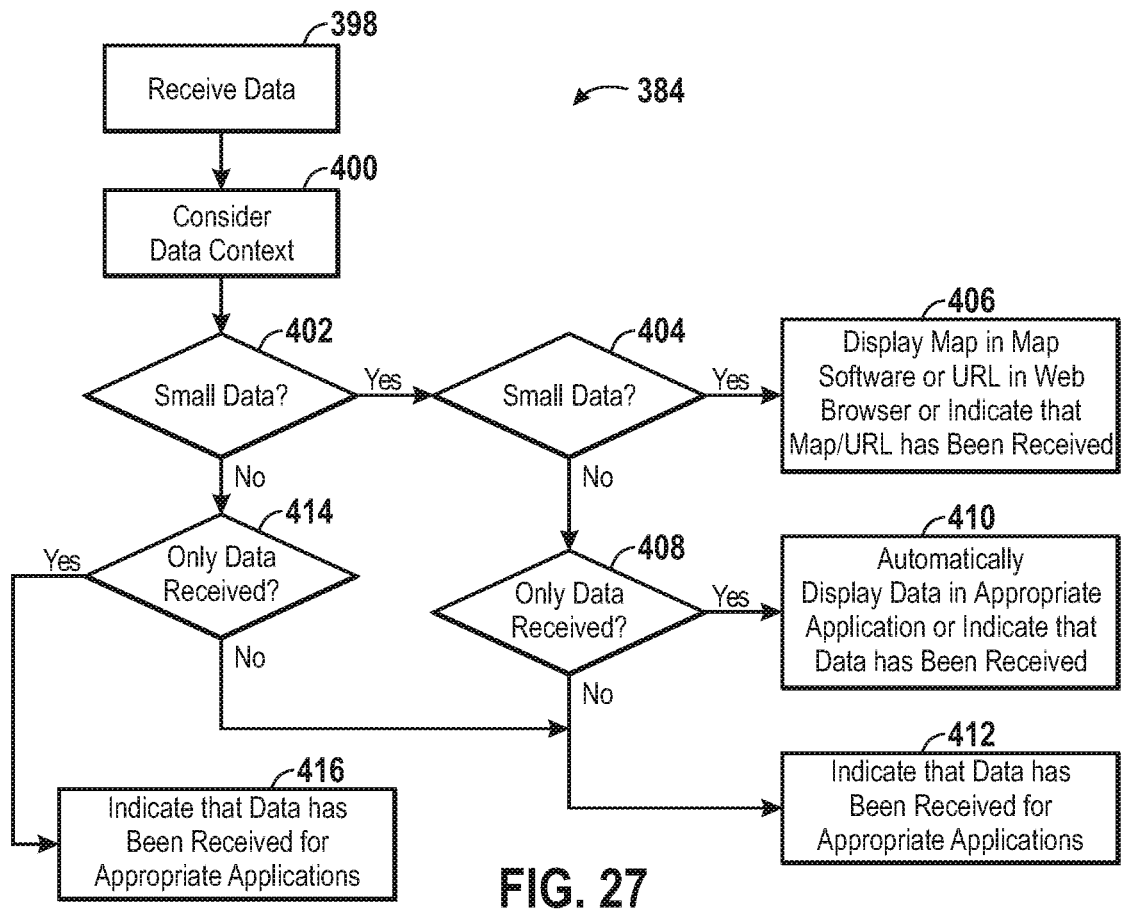 398
Receive Data
384
400
Consider
Data Context
402
Small Data?
Yes
No
404
Small Data?
Yes
No
406
Display Map in Map
Software or URL in Web
Browser or Indicate that
Map/URL has Been Received
414
Only Data
Received?
Yes
No
408
Only Data
Received?
Yes
No
410
Automatically
Display Data in Appropriate
Application or Indicate that
Data has Been Received
412
Indicate that Data has
Been Received for
Appropriate Applications
416
Indicate that Data has
Been Received for
Appropriate Applications
FIG. 27